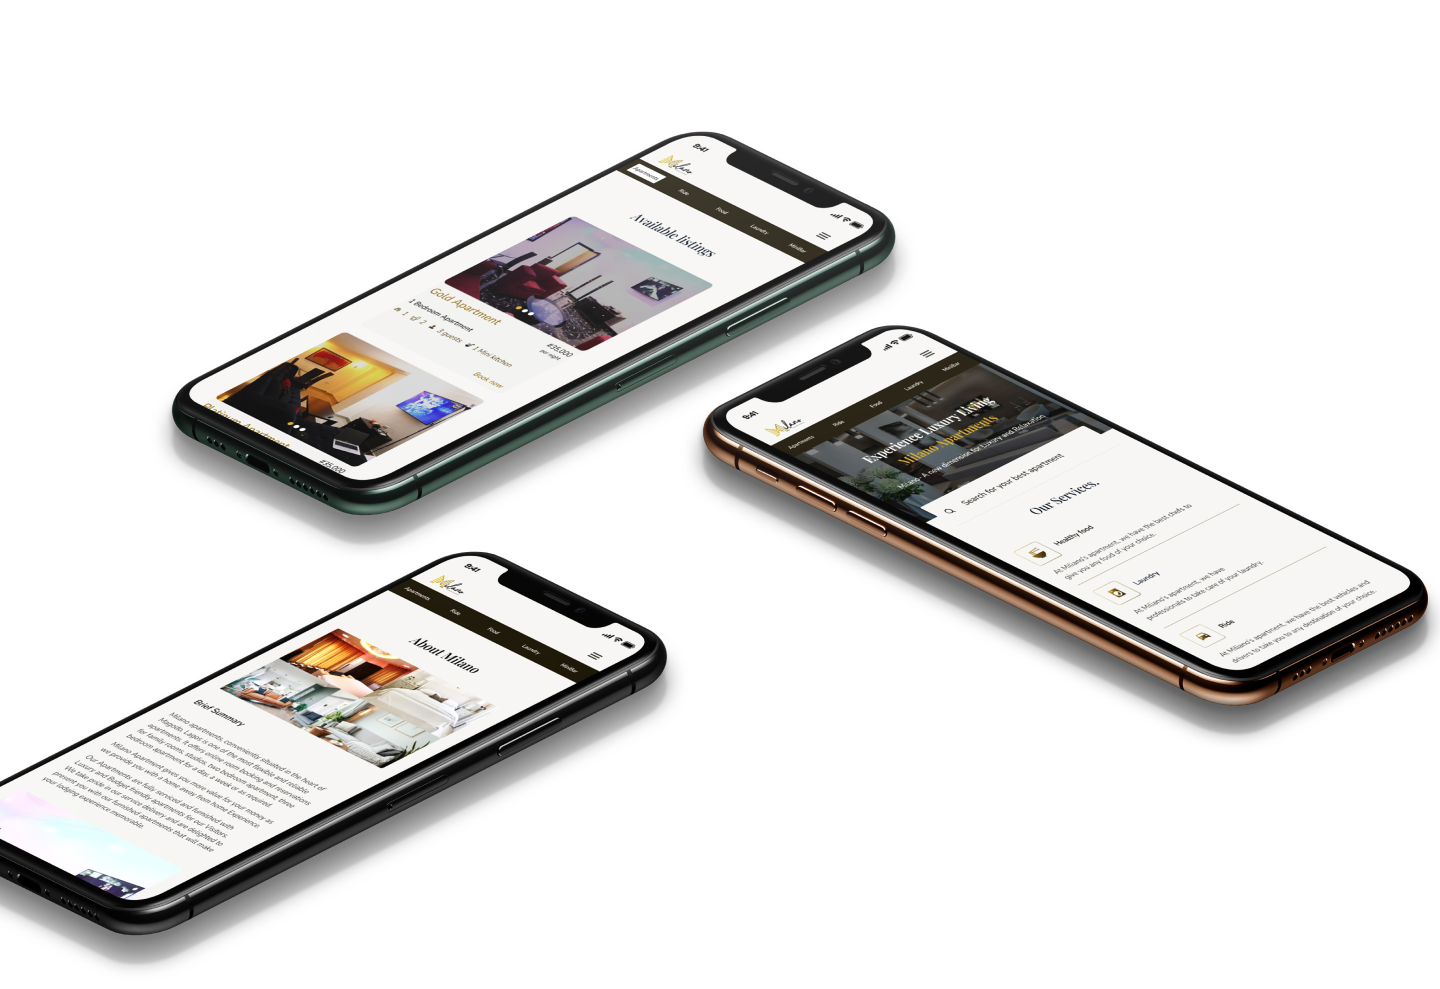 9:41
Milano
Apartments
Ride
Food
Laundry
MiniBar
Available listings
Gold Apartment
1 Bedroom Apartment
1 2 3 guests 1 Mini kitchen
₦35,000
per night
Book now
Platinum Apartment
₦35,000
9:41
Milano
Apartments
Ride
Food
Laundry
MiniBar
Experience Luxury Living
Milano Apartments
Milano- A new dimension for Luxury and Relaxation
Search for your best apartment
Our Services.
Healthy food
At Milano's apartment, we have the best chefs to
give you any food of your choice.
Laundry
At Milano's apartment, we have
professionals to take care of your laundry.
Ride
At Milano's apartment, we have the best vehicles and
drivers to take you to any destination of your choice.
9:41
Milano
Apartments
Ride
Food
Laundry
MiniBar
About Milano
Brief Summary
Milano apartments, conveniently situated in the heart of
Magodo, Lagos is one of the most flexible and reliable
apartments. It offers online room booking and reservations
for family rooms, studios, two bedroom apartment, three
bedroom apartment for a day, a week or as required.
Milano Apartment gives you more value for your money as
we provide you with a home away from home Experience.
Our Apartments are fully serviced and furnished with
Luxury and Budget friendly apartments for our Visitors.
We take pride in our service delivery and are delighted to
present you with our furnished apartments that will make
your lodging experience memorable.